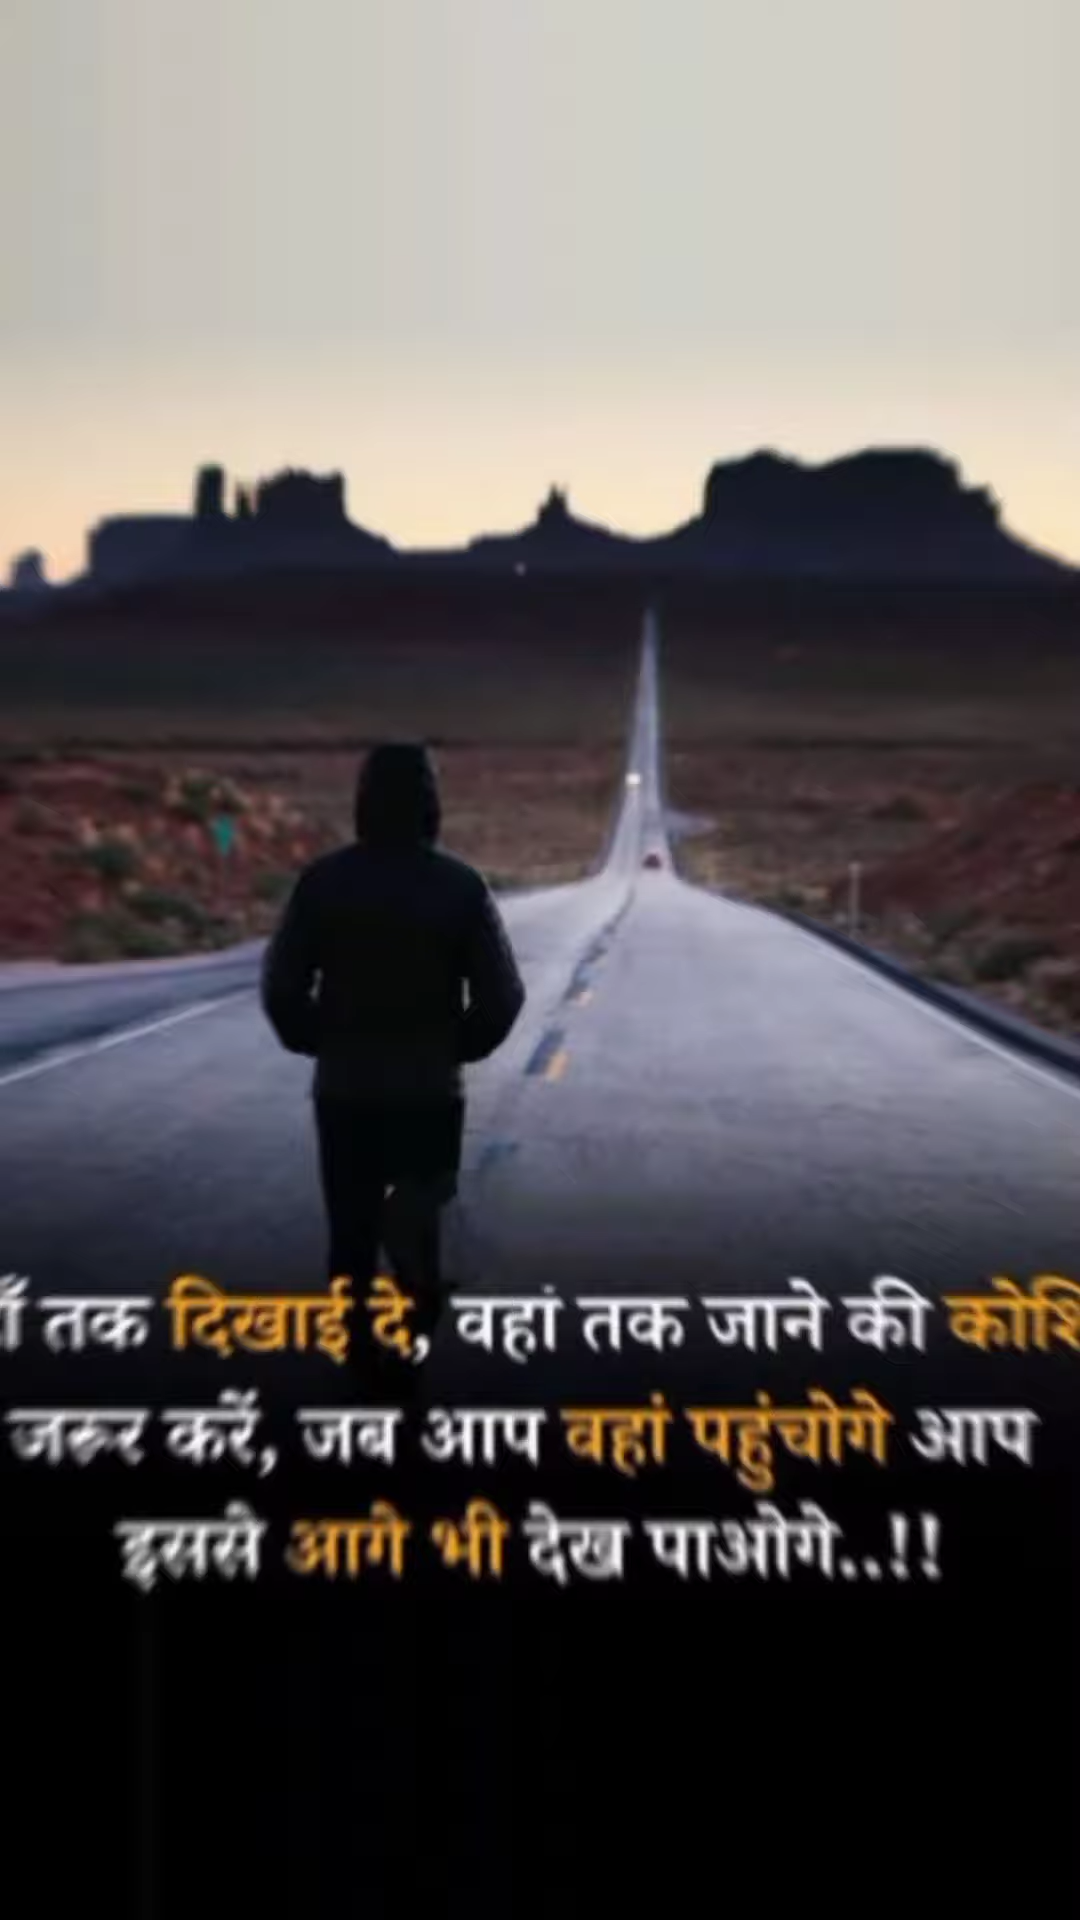 तक दिखाई दे, वहां तक जाने की
जरुर करें, जब आप वहां पहुंचोगे आप
इससे आगे भी देख पाओगे..!!